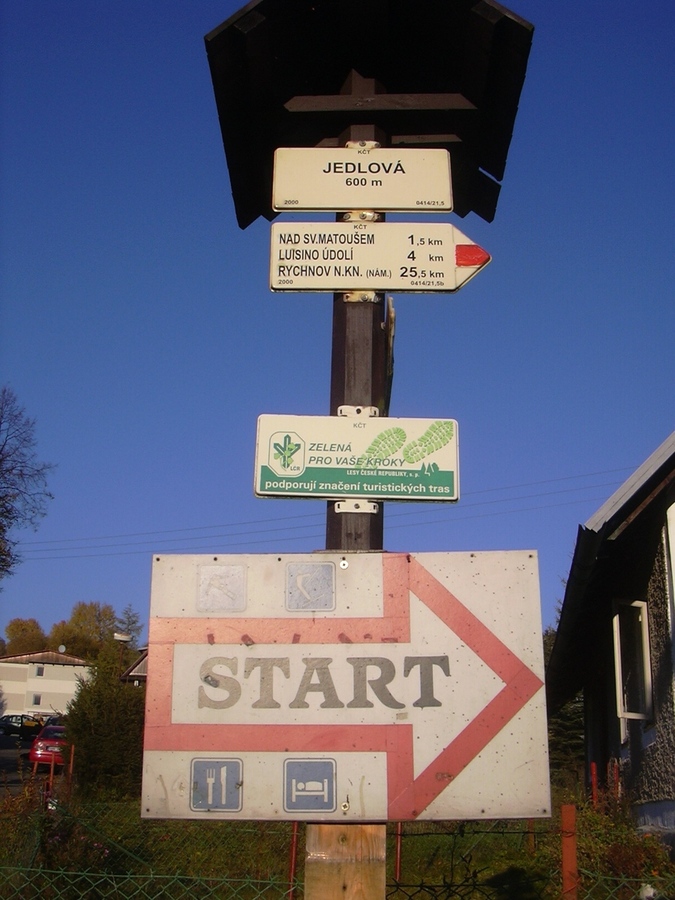 KČT
JEDLOVÁ
600 m
2000 0414/21,5
KČT
NAD SV.MATOUŠEM 1,5 km
LUISINO ÚDOLÍ 4 km
RYCHNOV N.KN. (NÁM.) 25,5 km
2000 0414/21,5b
KČT
ZELENÁ
PRO VAŠE KROKY
LČR
LESY ČESKÉ REPUBLIKY, s. p.
podporují značení turistických tras
START